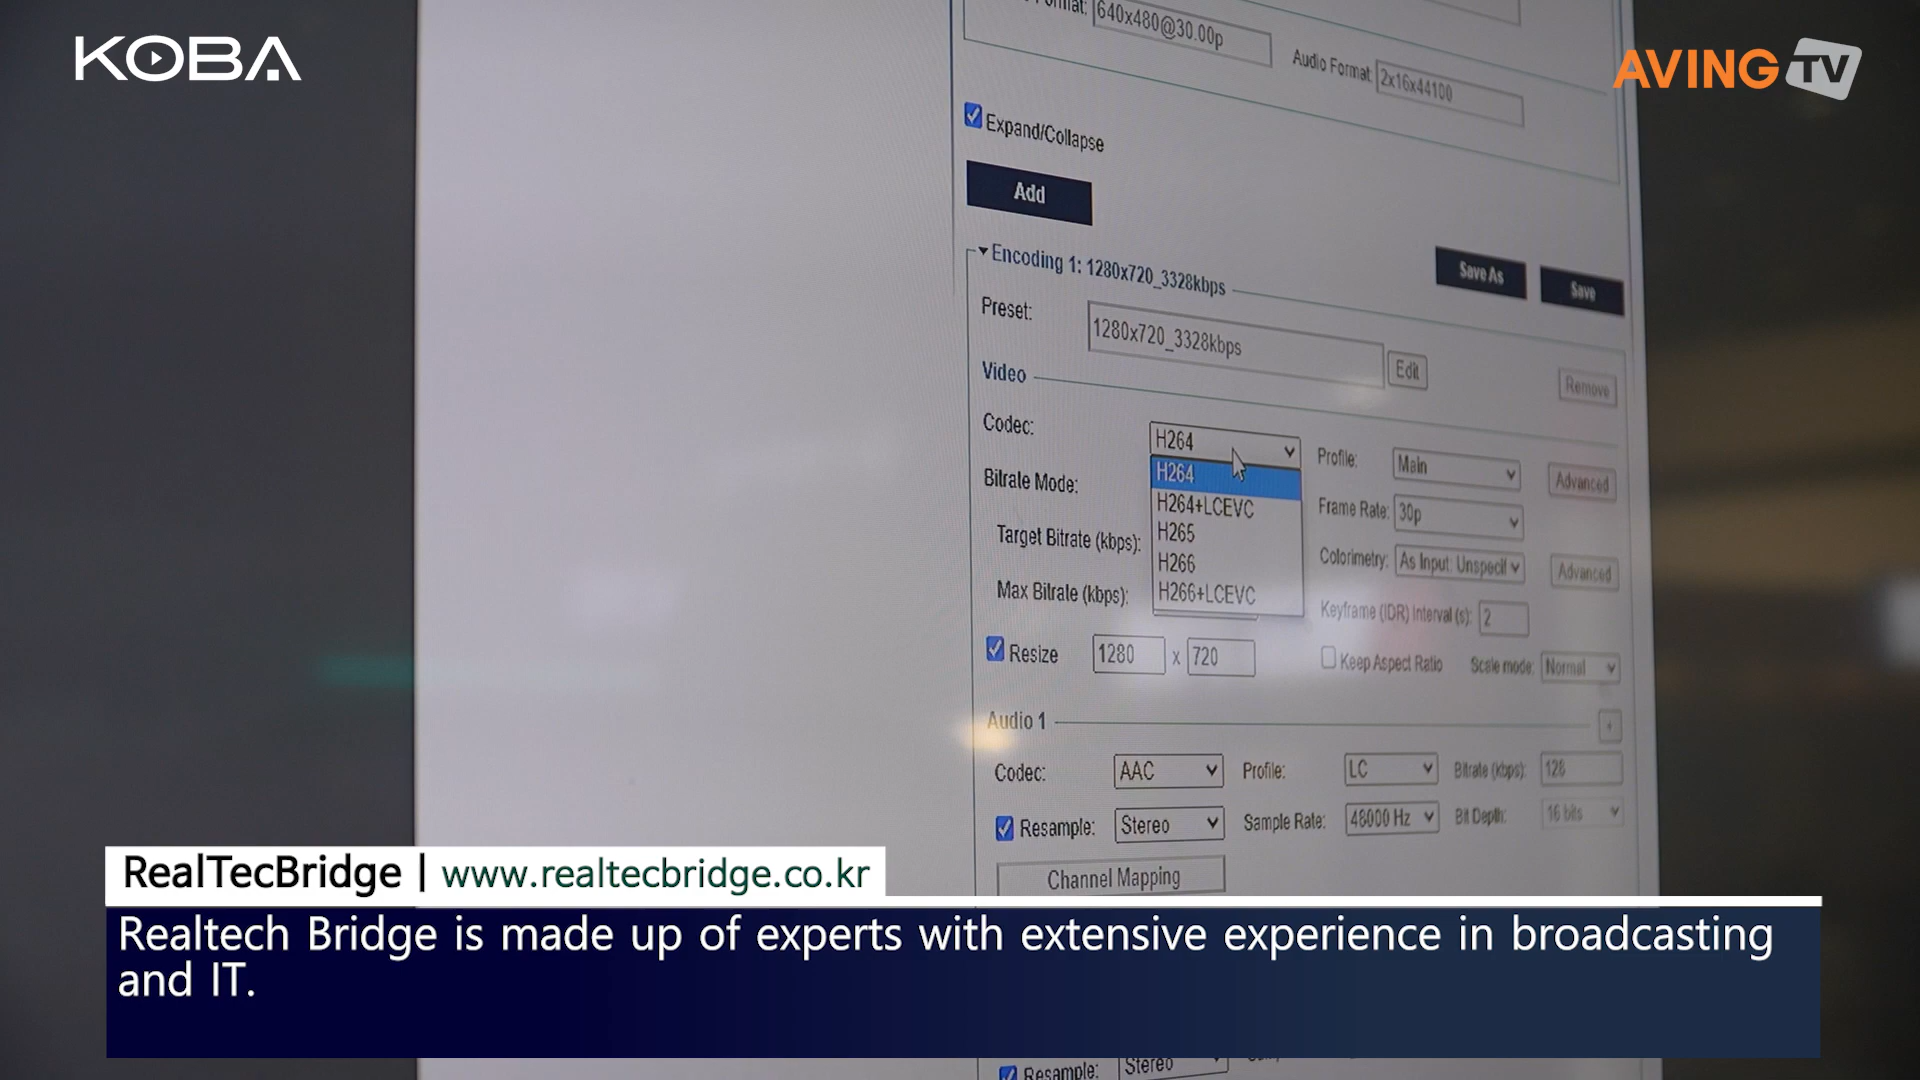 KOBA
AVING TV
Format: 640x480@30.00p
Audio Format: 2x16x44100
Expand/Collapse
Add
Encoding 1: 1280x720_3328kbps
Save As
Save
Preset: 1280x720_3328kbps Edit
Remove
Video
Codec: H264 Profile: Main Advanced
H264
H264+LCEVC
H265
H266
H266+LCEVC
Bitrate Mode: Frame Rate: 30p
Target Bitrate (kbps): Colorimetry: As Input: Unspecif Advanced
Max Bitrate (kbps): Keyframe (IDR) Interval (s): 2
Resize 1280 x 720 Keep Aspect Ratio Scale mode: Normal
Audio 1 +
Codec: AAC Profile: LC Bitrate (kbps): 128
Resample: Stereo Sample Rate: 48000 Hz Bit Depth: 16 bits
Channel Mapping
RealTecBridge | www.realtecbridge.co.kr
Realtech Bridge is made up of experts with extensive experience in broadcasting
and IT.
Resample: Stereo